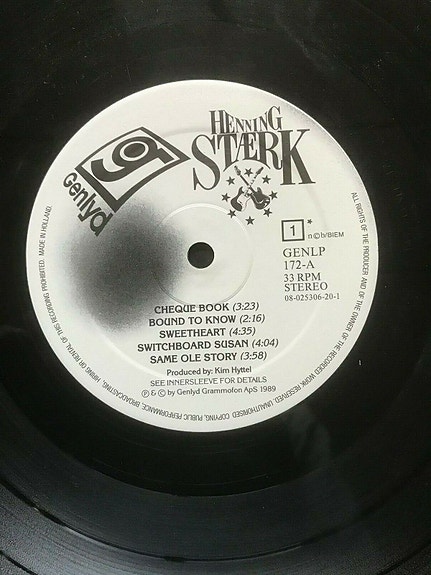 HENNING
STÆRK
genlyd
1 * n©b/BIEM
GENLP
172-A
33 RPM
STEREO
08-025306-20-1
CHEQUE BOOK (3:23)
BOUND TO KNOW (2:16)
SWEETHEART (4:35)
SWITCHBOARD SUSAN (4:04)
SAME OLE STORY (3:58)
Produced by: Kim Hyttel
SEE INNERSLEEVE FOR DETAILS
℗ & © by Genlyd Grammofon ApS 1989
ALL RIGHTS OF THE PRODUCER AND OF THE OWNER OF THE RECORDED WORK RESERVED. UNAUTHORISED COPYING, PUBLIC PERFORMANCE, BROADCASTING, HIRING OR RENTAL OF THIS RECORDING PROHIBITED. MADE IN HOLLAND.